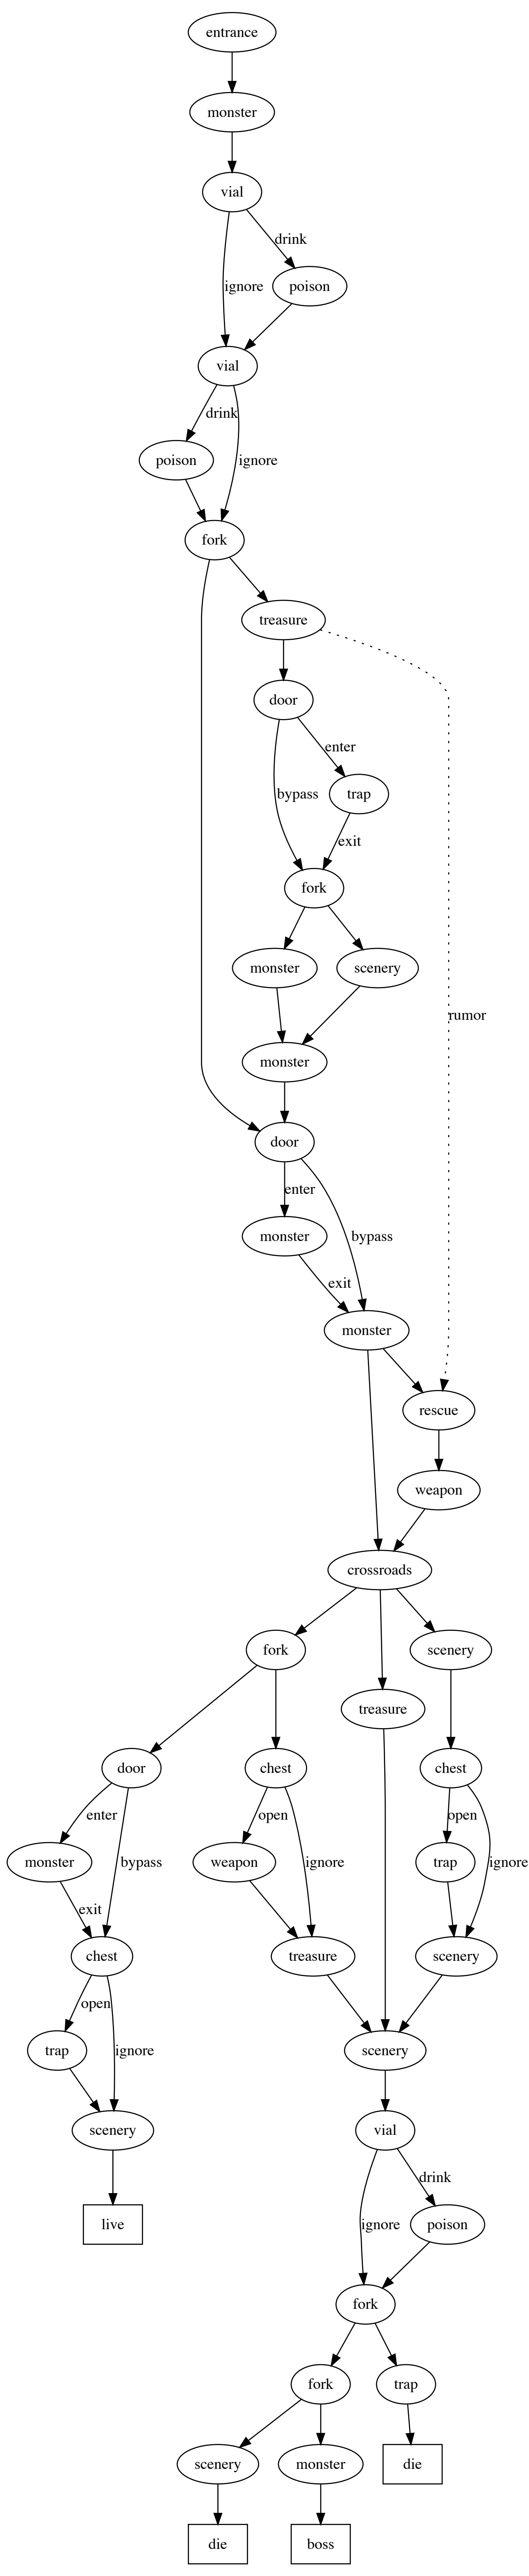 entrance
monster
vial
drink
ignore
poison
vial
drink
poison
ignore
fork
treasure
door
enter
bypass
trap
exit
fork
monster
scenery
rumor
monster
door
enter
monster
bypass
exit
monster
rescue
weapon
crossroads
fork
scenery
treasure
door
chest
chest
enter
open
open
monster
bypass
weapon
ignore
trap
ignore
exit
chest
treasure
scenery
open
trap
ignore
scenery
scenery
vial
drink
live
ignore
poison
fork
fork
trap
scenery
monster
die
die
boss